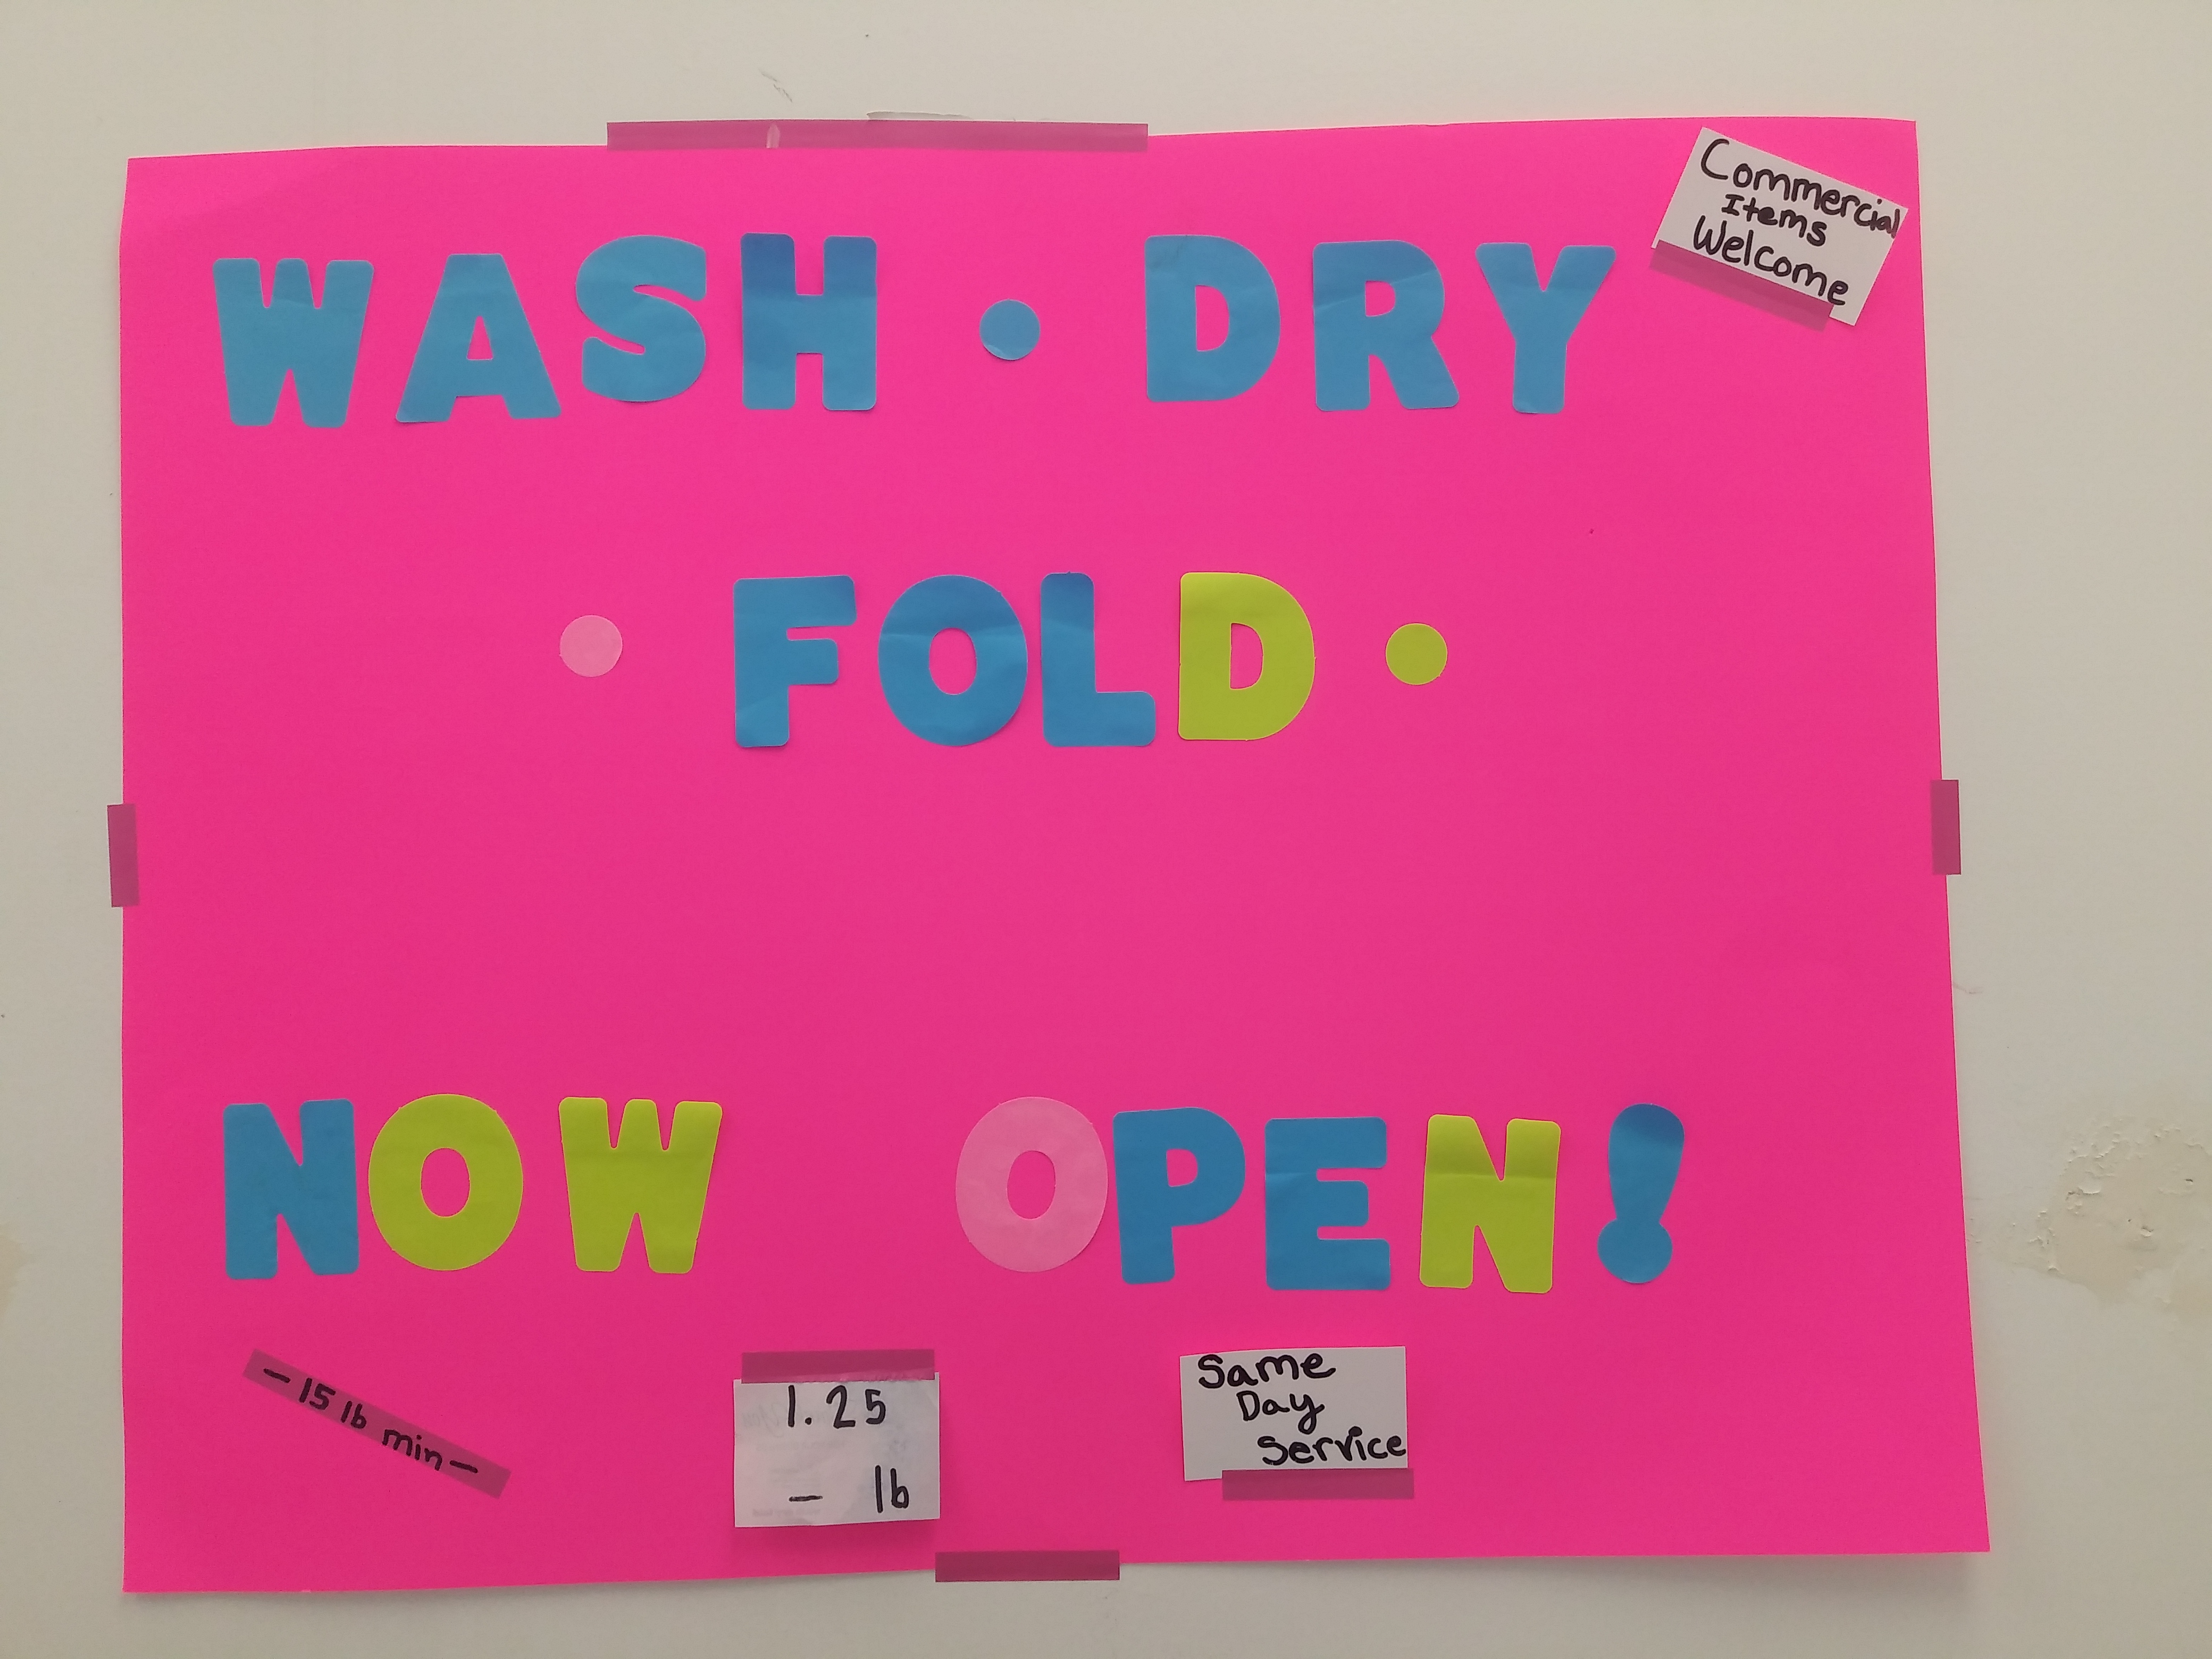 Commercial
Items
Welcome
WASH • DRY
• FOLD •
NOW OPEN!
-15 lb min-
1.25
- lb
Same
Day
Service